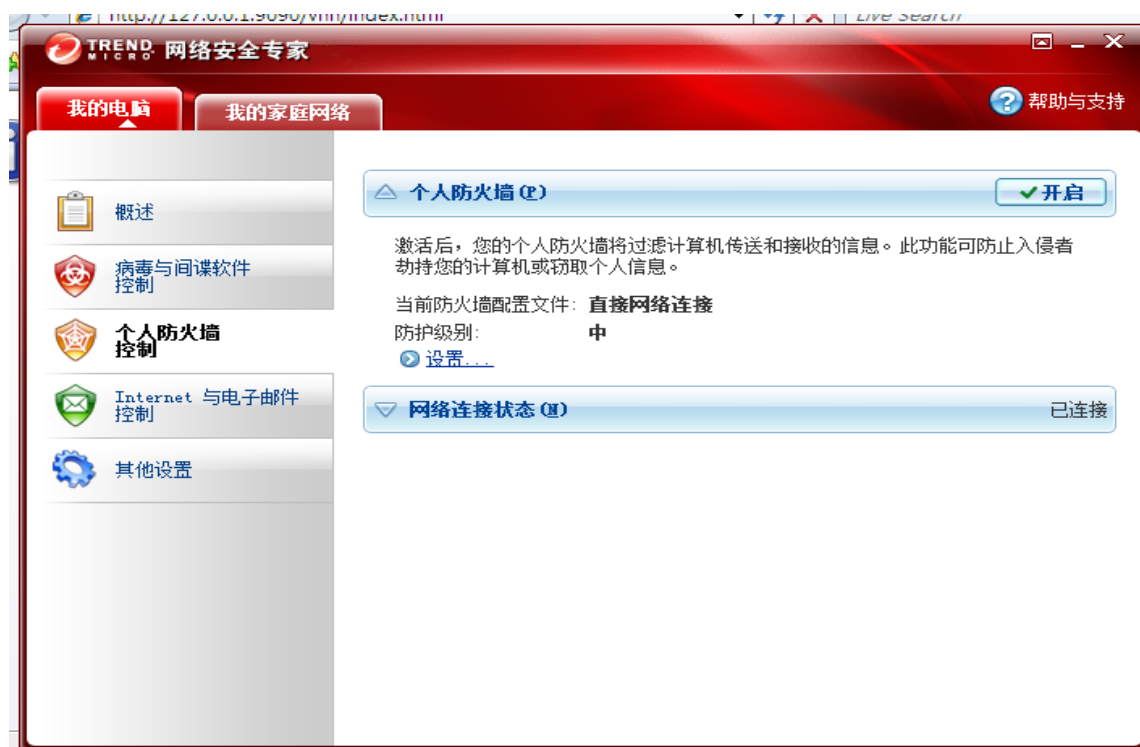 http://127.0.0.1:9090/vnn/index.html
Live Search
TREND MICRO 网络安全专家
我的电脑
我的家庭网络
帮助与支持
概述
病毒与间谍软件
控制
个人防火墙
控制
Internet 与电子邮件
控制
其他设置
个人防火墙(P)
开启
激活后，您的个人防火墙将过滤计算机传送和接收的信息。此功能可防止入侵者
劫持您的计算机或窃取个人信息。
当前防火墙配置文件: 直接网络连接
防护级别: 中
设置...
网络连接状态(N)
已连接